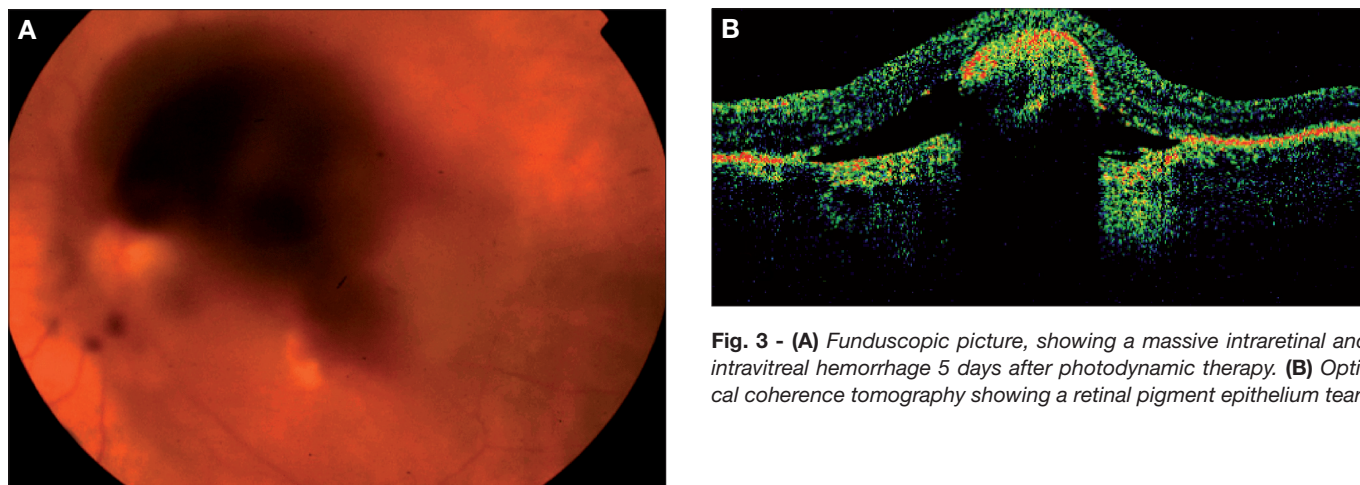 A
B
Fig. 3 - (A) Funduscopic picture, showing a massive intraretinal and
intravitreal hemorrhage 5 days after photodynamic therapy. (B) Opti-
cal coherence tomography showing a retinal pigment epithelium tear